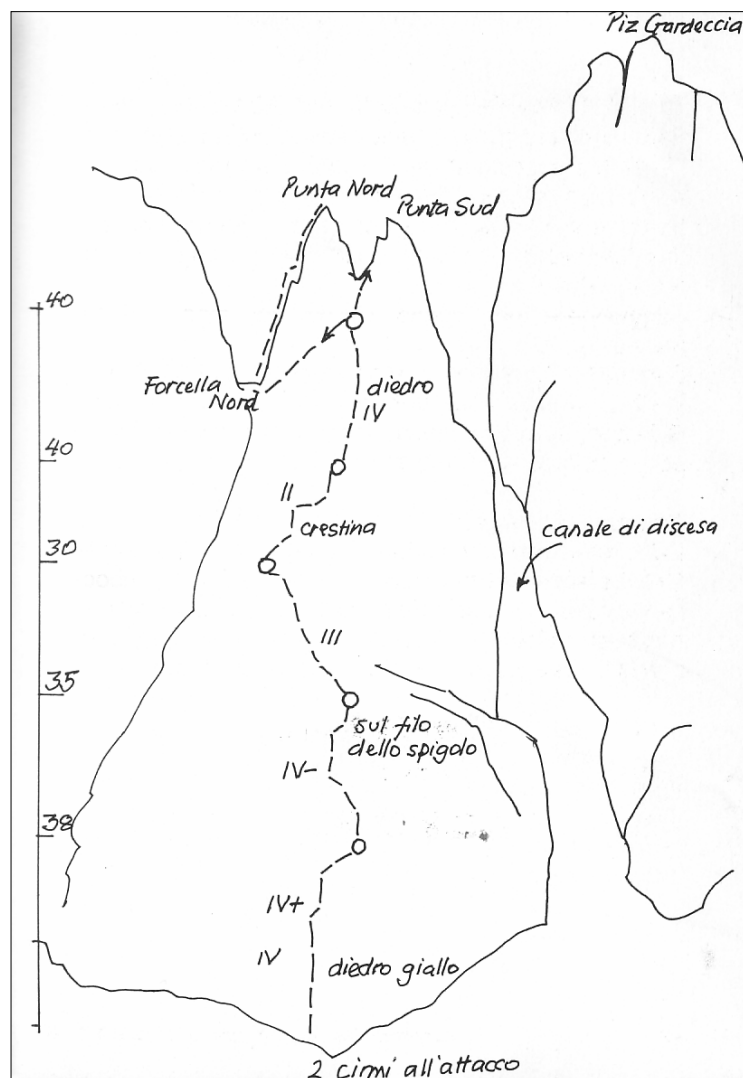 Piz Gardeccia
Punta Nord
Punta Sud
40
Forcella
Nord
diedro
IV
40
II
crestina
canale di discesa
30
III
35
sul filo
dello spigolo
IV-
38
IV+
IV
diedro giallo
2 cimi all'attacco